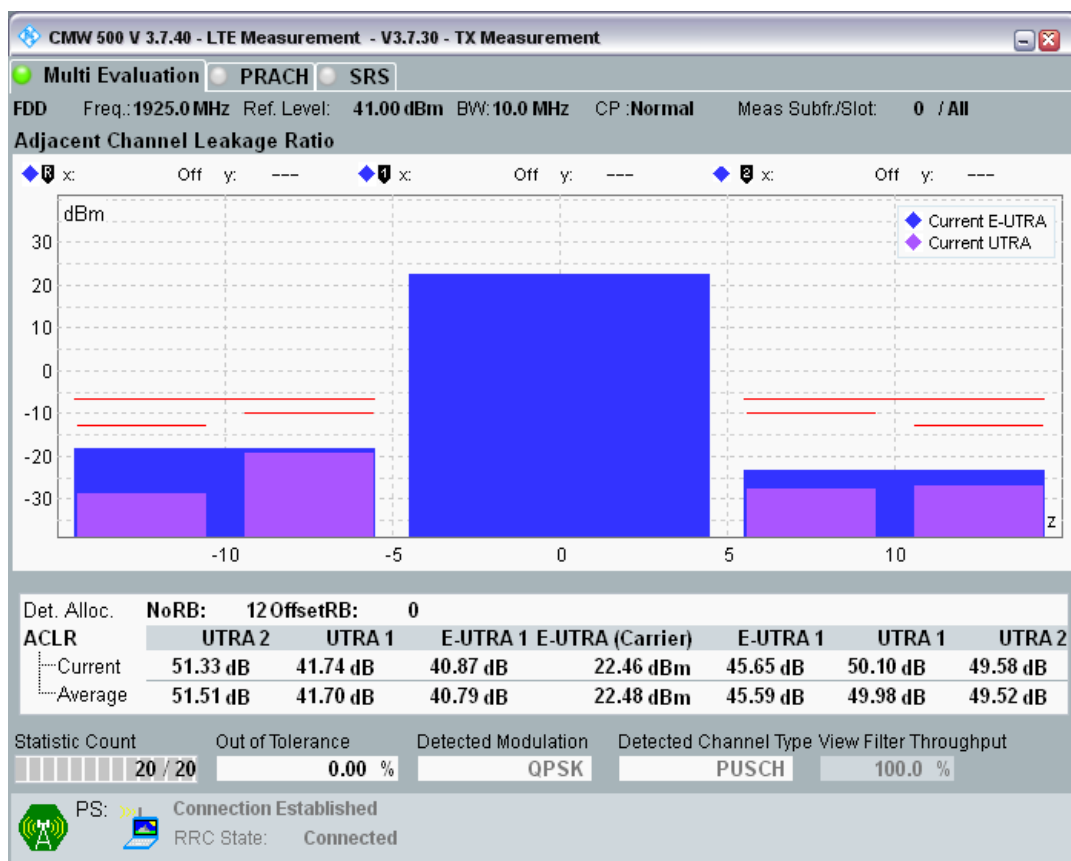 CMW 500 V 3.7.40 - LTE Measurement - V3.7.30 - TX Measurement
Multi Evaluation PRACH SRS
FDD Freq.: 1925.0 MHz Ref. Level: 41.00 dBm BW: 10.0 MHz CP :Normal Meas Subfr./Slot: 0 / All
Adjacent Channel Leakage Ratio
R x: Off y: --- 1 x: Off y: --- 2 x: Off y: ---
dBm
Current E-UTRA
Current UTRA
30
20
10
0
-10
-20
-30
z
-10 -5 0 5 10
Det. Alloc. NoRB: 12 OffsetRB: 0
ACLR UTRA 2 UTRA 1 E-UTRA 1 E-UTRA (Carrier) E-UTRA 1 UTRA 1 UTRA 2
Current 51.33 dB 41.74 dB 40.87 dB 22.46 dBm 45.65 dB 50.10 dB 49.58 dB
Average 51.51 dB 41.70 dB 40.79 dB 22.48 dBm 45.59 dB 49.98 dB 49.52 dB
Statistic Count Out of Tolerance Detected Modulation Detected Channel Type View Filter Throughput
20 / 20 0.00 % QPSK PUSCH 100.0 %
PS: Connection Established
RRC State: Connected